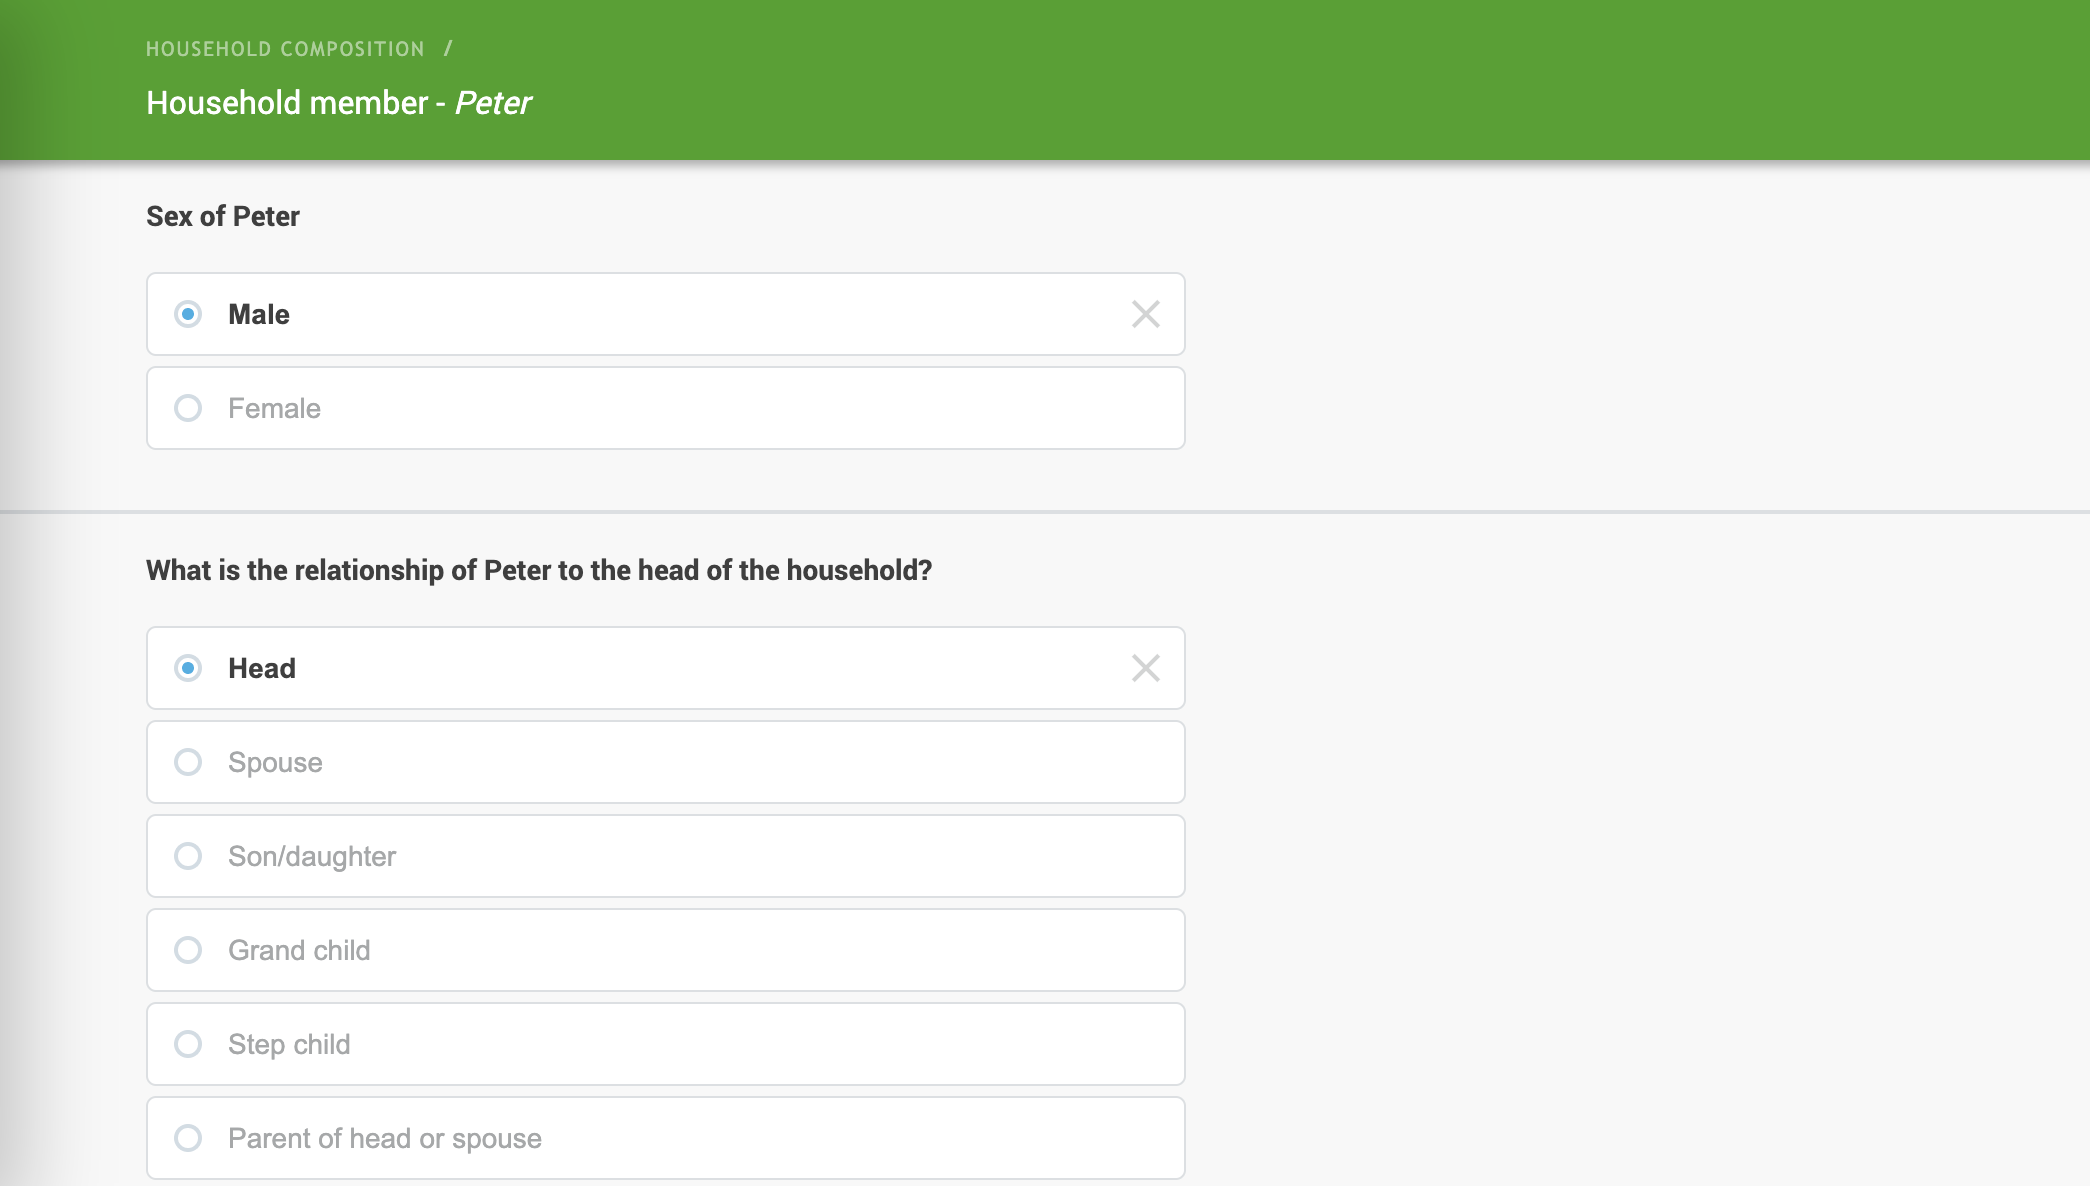 HOUSEHOLD COMPOSITION /
Household member - Peter
Sex of Peter
Male
Female
What is the relationship of Peter to the head of the household?
Head
Spouse
Son/daughter
Grand child
Step child
Parent of head or spouse